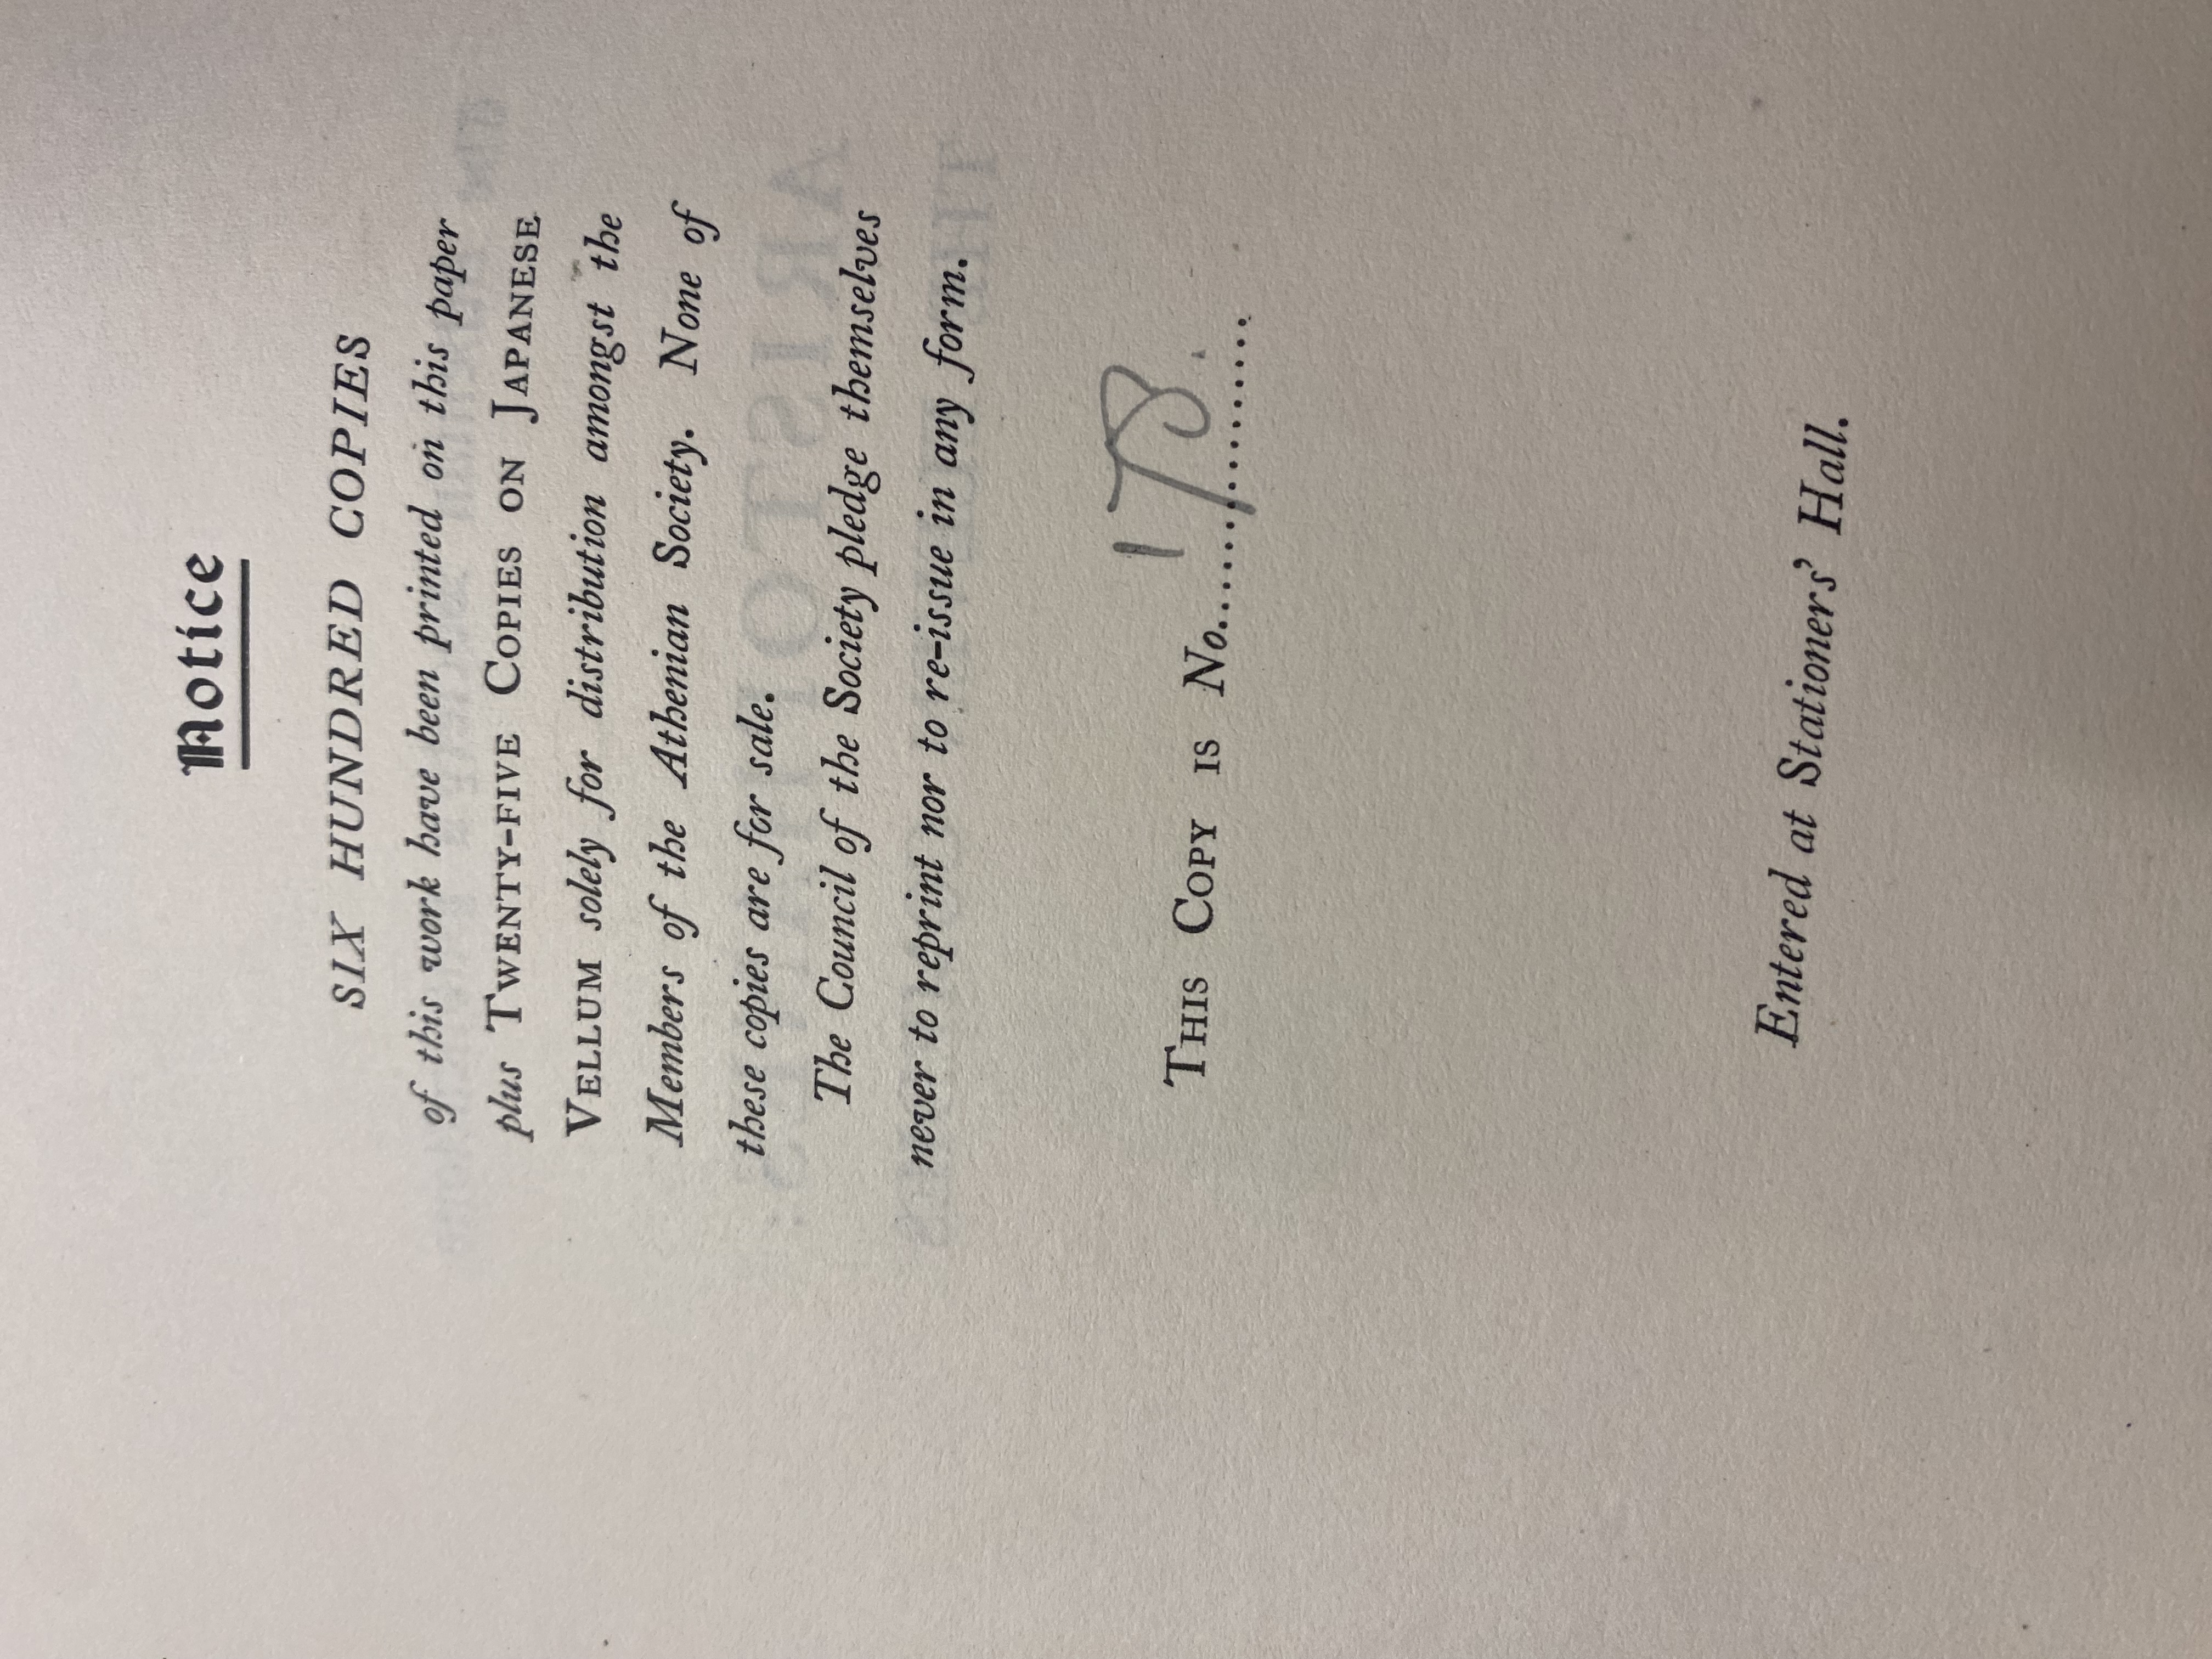 Notice
SIX HUNDRED COPIES
of this work have been printed on this paper
plus TWENTY-FIVE COPIES ON JAPANESE
VELLUM solely for distribution amongst the
Members of the Athenian Society. None of
these copies are for sale.
The Council of the Society pledge themselves
never to reprint nor to re-issue in any form.
THIS COPY IS No. 178.
Entered at Stationers' Hall.